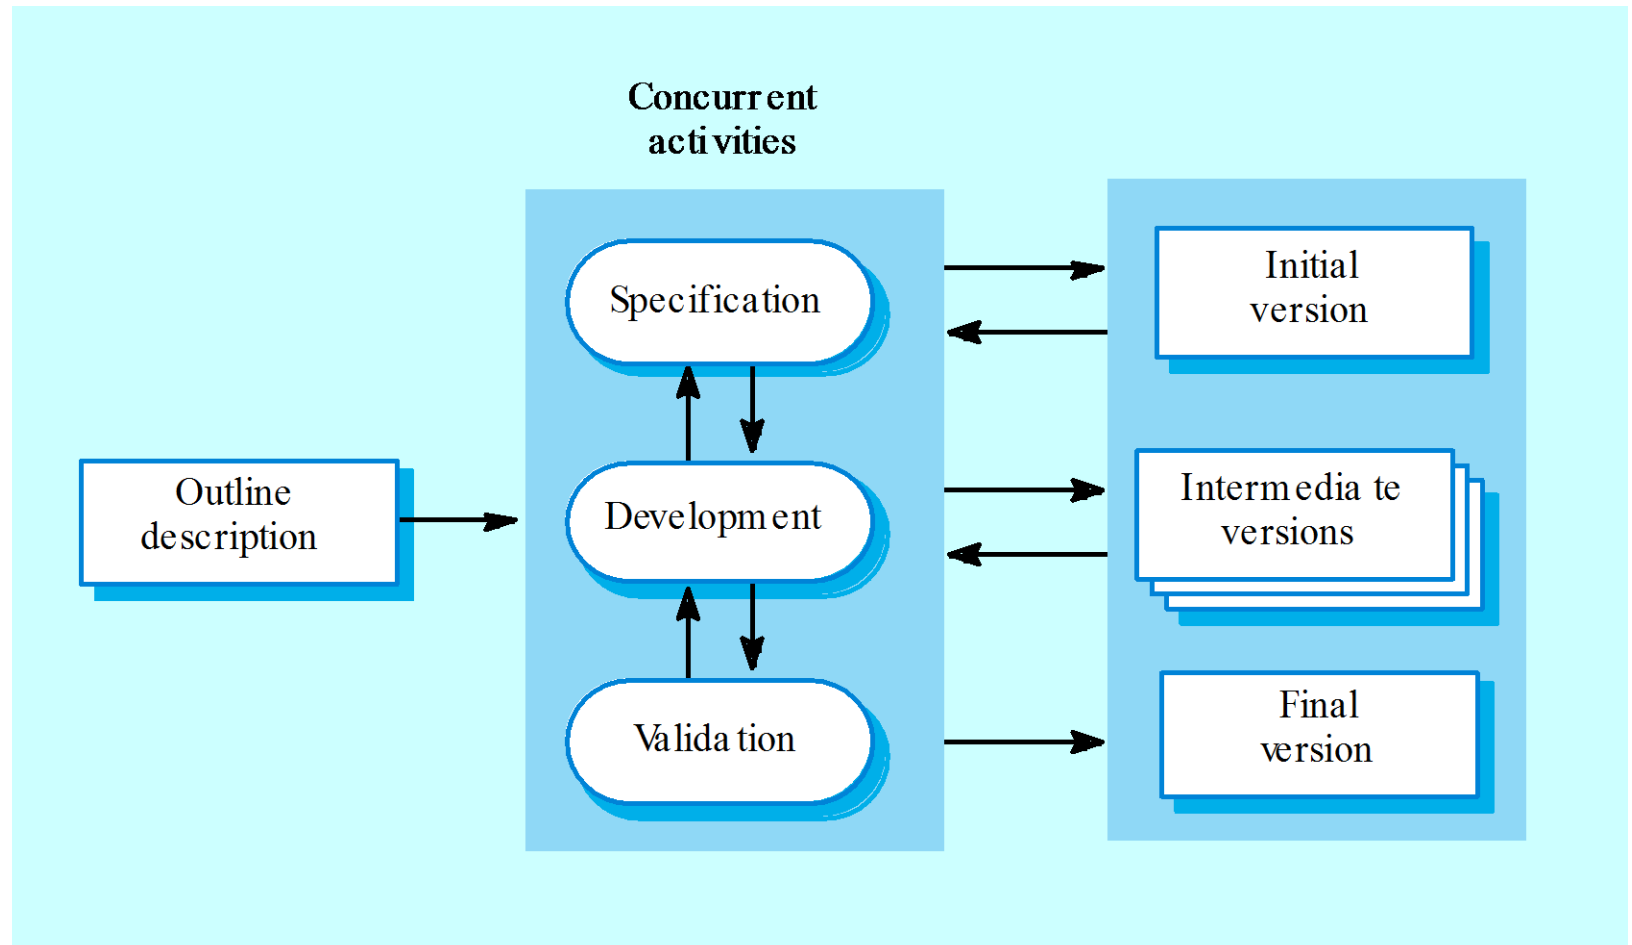 Concurrent
activities
Specification
Initial
version
Outline
description
Development
Intermediate
versions
Validation
Final
version